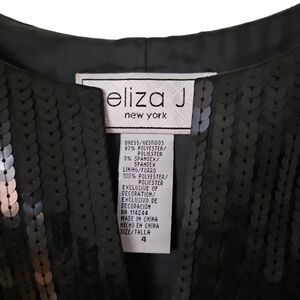 eliza J
new york
DRESS/VESTIDOS
97% POLYESTER/
POLIESTER
3% SPANDEX/
SPANDEX
LINING/FORRO
100% POLYESTER/
POLIESTER
EXCLUSIVE OF
DECORATION/
EXCLUSIVO DE
DECORACION
RN 114244
MADE IN CHINA
HECHO EN CHINA
SIZE/TALLA
4